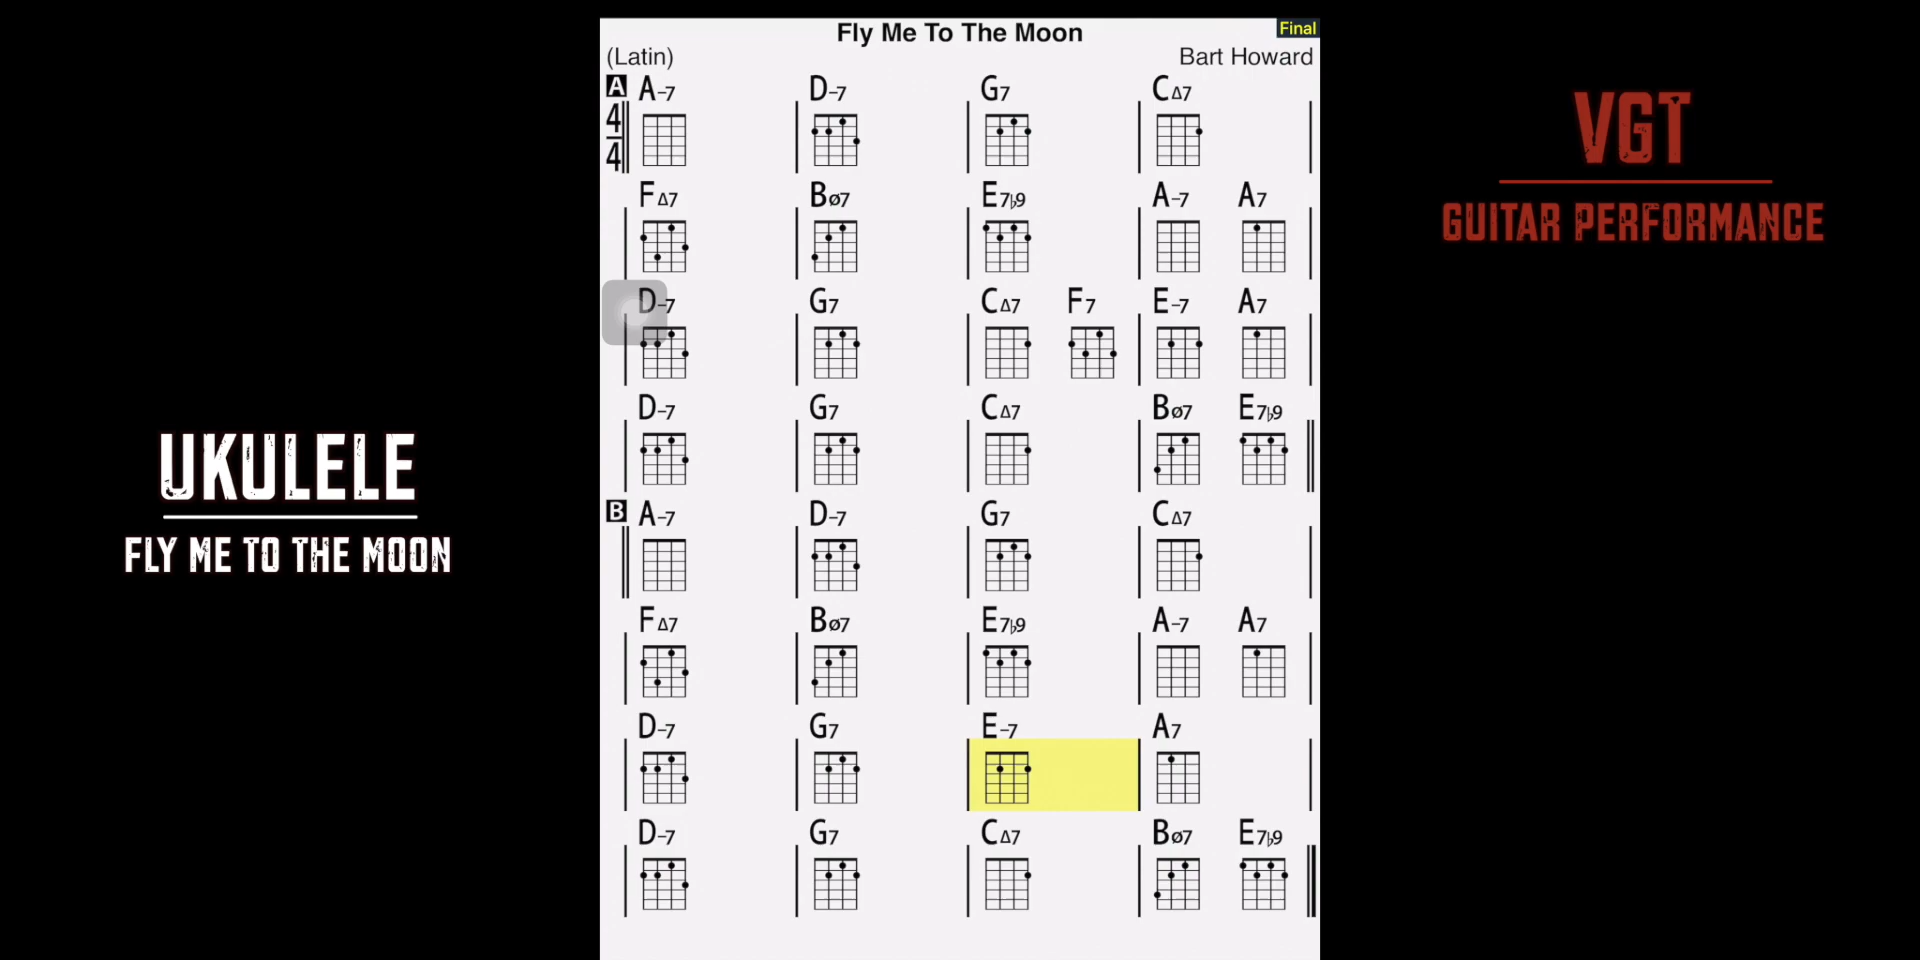 Fly Me To The Moon
Final
(Latin)
Bart Howard
A
4/4
A-7 D-7 G7 CΔ7
FΔ7 Bø7 E7♭9 A-7 A7
D-7 G7 CΔ7 F7 E-7 A7
D-7 G7 CΔ7 Bø7 E7♭9
B
A-7 D-7 G7 CΔ7
FΔ7 Bø7 E7♭9 A-7 A7
D-7 G7 E-7 A7
D-7 G7 CΔ7 Bø7 E7♭9
UKULELE
FLY ME TO THE MOON
VGT
GUITAR PERFORMANCE